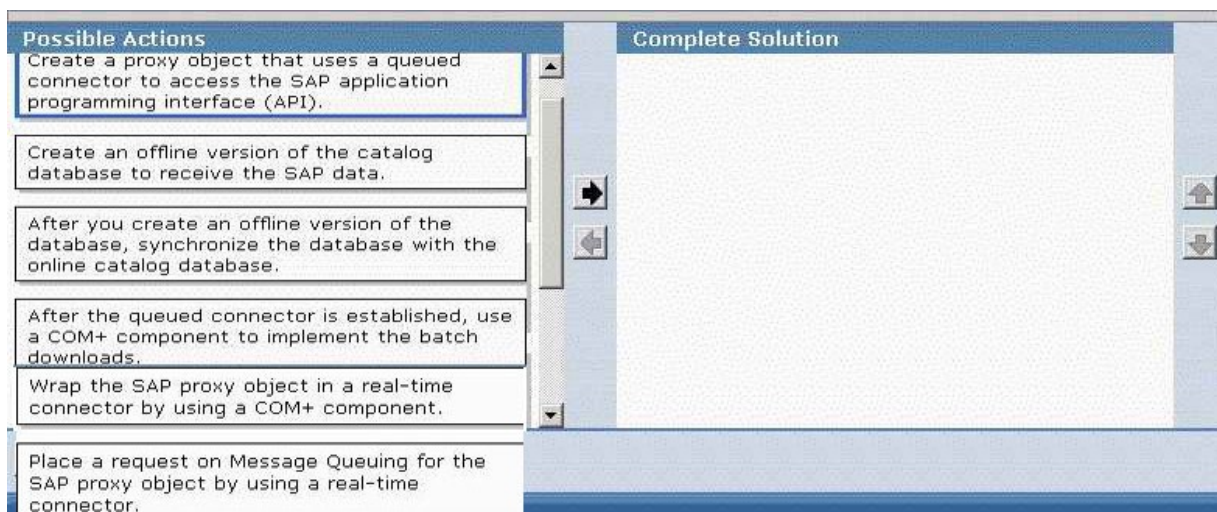 Possible Actions
Complete Solution
Create a proxy object that uses a queued
connector to access the SAP application
programming interface (API).
Create an offline version of the catalog
database to receive the SAP data.
After you create an offline version of the
database, synchronize the database with the
online catalog database.
After the queued connector is established, use
a COM+ component to implement the batch
downloads.
Wrap the SAP proxy object in a real-time
connector by using a COM+ component.
Place a request on Message Queuing for the
SAP proxy object by using a real-time
connector.